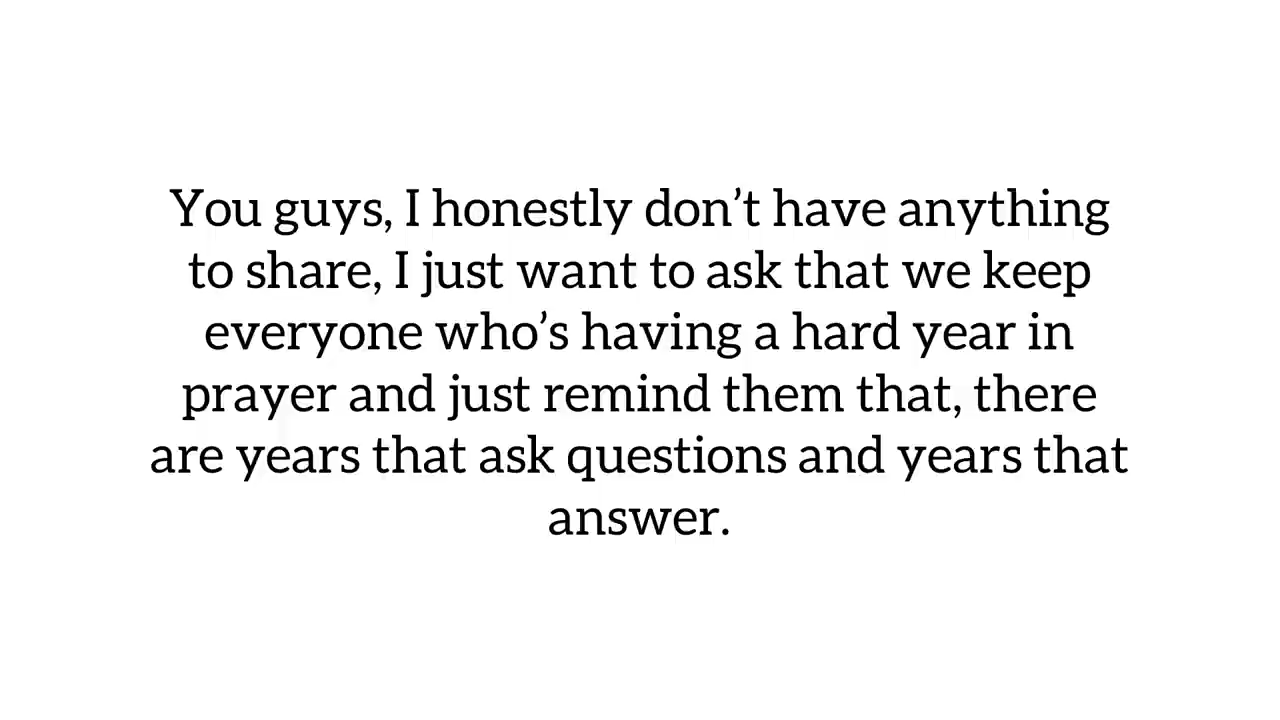 You guys, I honestly don’t have anything
to share, I just want to ask that we keep
everyone who’s having a hard year in
prayer and just remind them that, there
are years that ask questions and years that
answer.